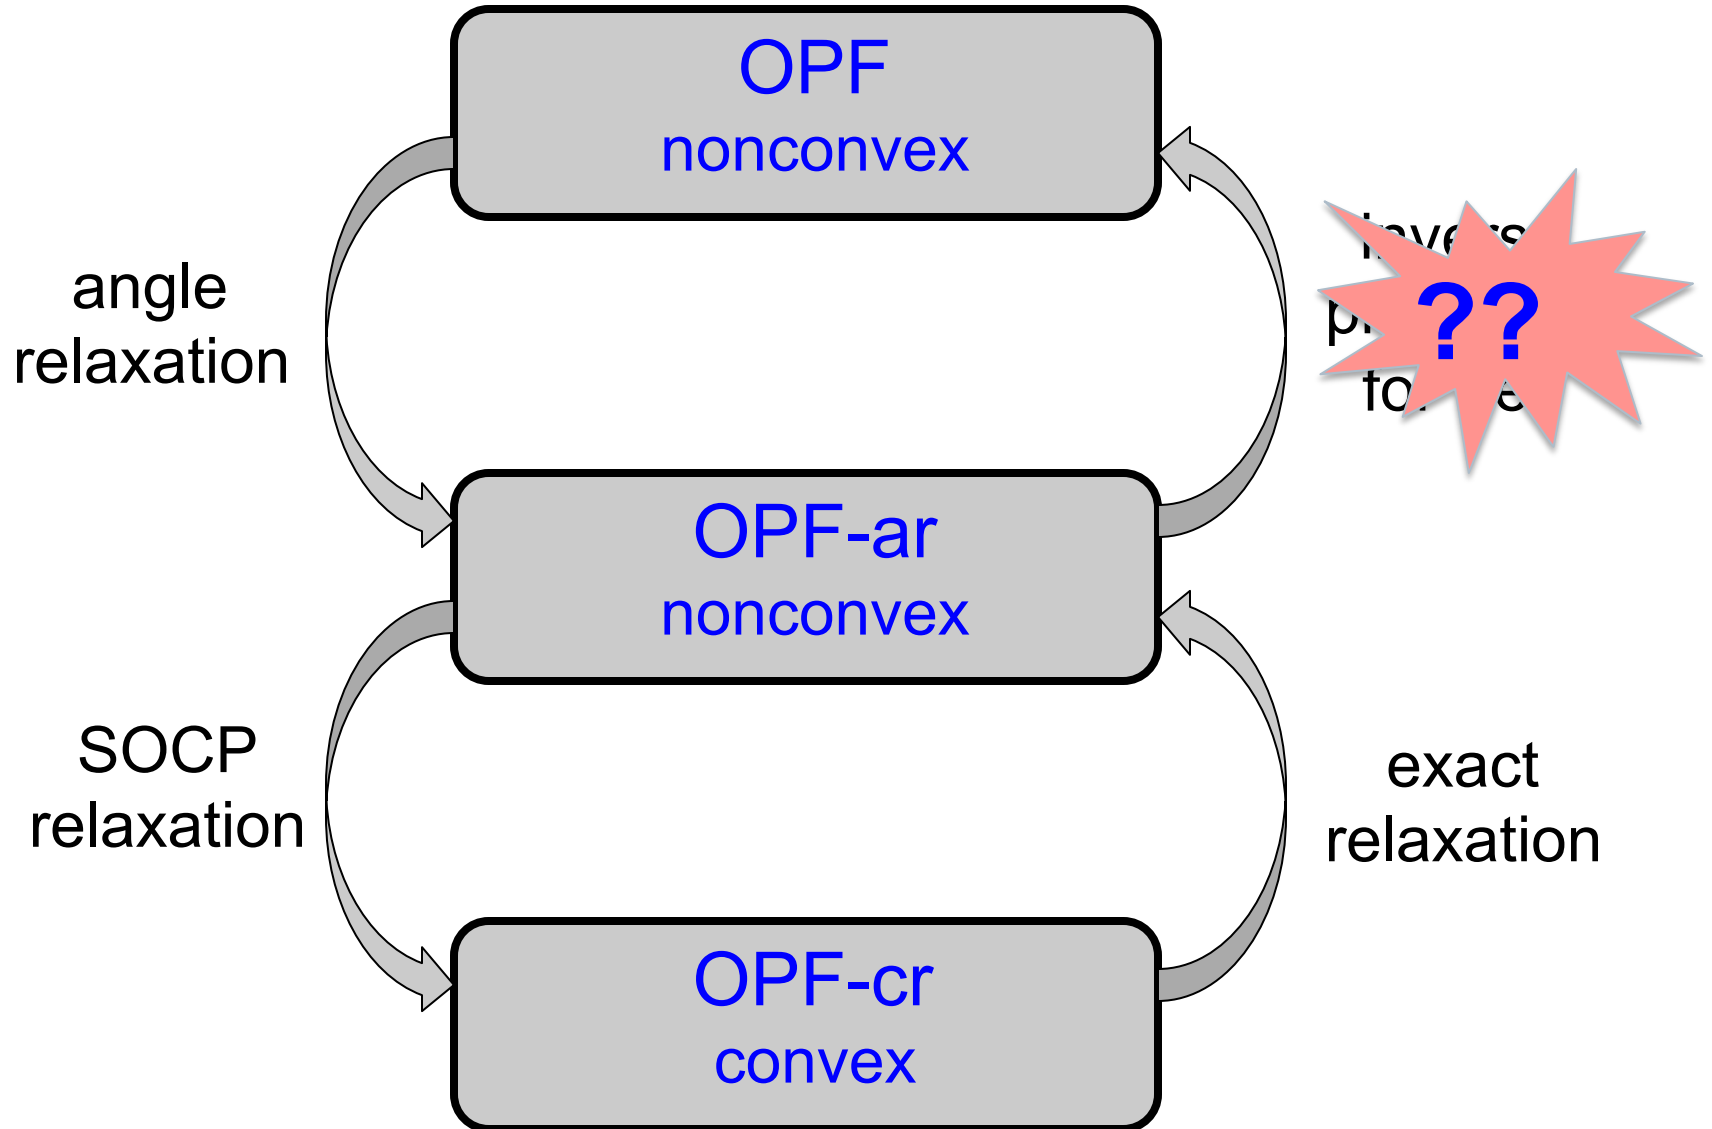 OPF
nonconvex
angle
relaxation
??
OPF-ar
nonconvex
SOCP
relaxation
exact
relaxation
OPF-cr
convex